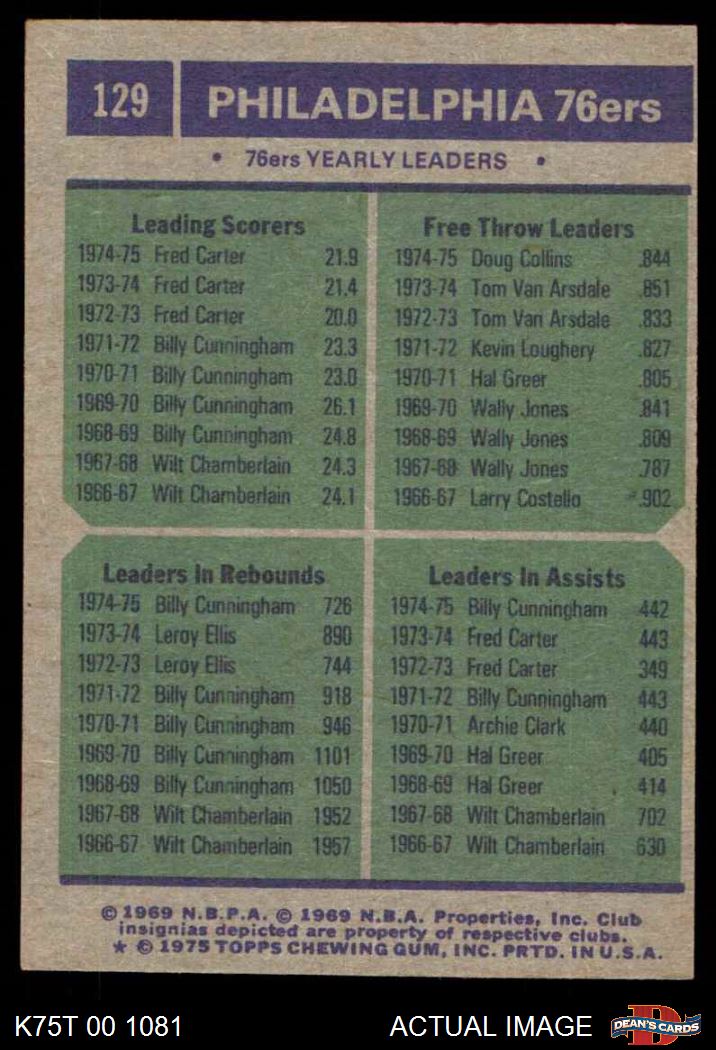 129 PHILADELPHIA 76ers
• 76ers YEARLY LEADERS •
Leading Scorers
1974-75 Fred Carter 21.9
1973-74 Fred Carter 21.4
1972-73 Fred Carter 20.0
1971-72 Billy Cunningham 23.3
1970-71 Billy Cunningham 23.0
1969-70 Billy Cunningham 26.1
1968-69 Billy Cunningham 24.8
1967-68 Wilt Chamberlain 24.3
1966-67 Wilt Chamberlain 24.1
Free Throw Leaders
1974-75 Doug Collins .844
1973-74 Tom Van Arsdale .851
1972-73 Tom Van Arsdale .833
1971-72 Kevin Loughery .827
1970-71 Hal Greer .805
1969-70 Wally Jones .841
1968-69 Wally Jones .809
1967-68 Wally Jones .787
1966-67 Larry Costello .902
Leaders In Rebounds
1974-75 Billy Cunningham 726
1973-74 Leroy Ellis 890
1972-73 Leroy Ellis 744
1971-72 Billy Cunningham 918
1970-71 Billy Cunningham 946
1969-70 Billy Cunningham 1101
1968-69 Billy Cunningham 1050
1967-68 Wilt Chamberlain 1952
1966-67 Wilt Chamberlain 1957
Leaders In Assists
1974-75 Billy Cunningham 442
1973-74 Fred Carter 443
1972-73 Fred Carter 349
1971-72 Billy Cunningham 443
1970-71 Archie Clark 440
1969-70 Hal Greer 405
1968-69 Hal Greer 414
1967-68 Wilt Chamberlain 702
1966-67 Wilt Chamberlain 630
© 1969 N.B.P.A. © 1969 N.B.A. Properties, Inc. Club
insignias depicted are property of respective clubs.
★ © 1975 TOPPS CHEWING GUM, INC. PRTD. IN U.S.A.
K75T 00 1081 ACTUAL IMAGE D DEAN'S CARDS